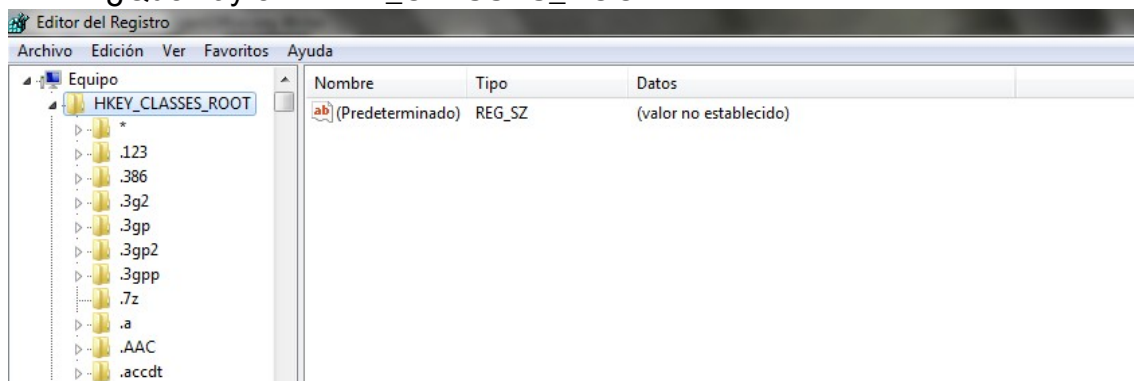 Editor del Registro
Archivo Edición Ver Favoritos Ayuda
Equipo
HKEY_CLASSES_ROOT
*
.123
.386
.3g2
.3gp
.3gp2
.3gpp
.7z
.a
.AAC
.accdt
Nombre Tipo Datos
ab (Predeterminado) REG_SZ (valor no establecido)